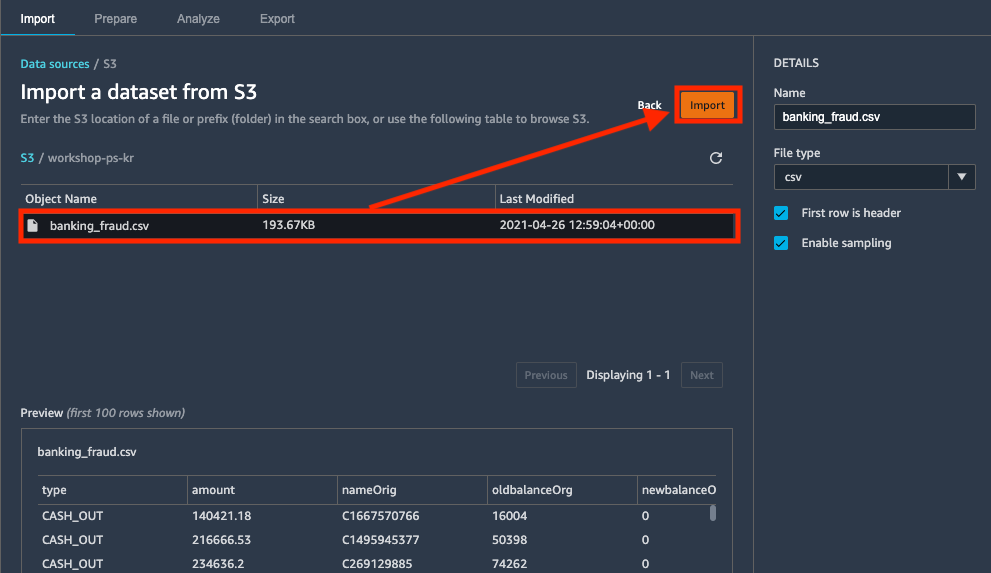 Import Prepare Analyze Export
Data sources / S3
Import a dataset from S3
Back Import
Enter the S3 location of a file or prefix (folder) in the search box, or use the following table to browse S3.
S3 / workshop-ps-kr
Object Name Size Last Modified
banking_fraud.csv 193.67KB 2021-04-26 12:59:04+00:00
Previous Displaying 1 - 1 Next
Preview (first 100 rows shown)
banking_fraud.csv
type amount nameOrig oldbalanceOrg newbalanceO
CASH_OUT 140421.18 C1667570766 16004 0
CASH_OUT 216666.53 C1495945377 50398 0
CASH_OUT 234636.2 C269129885 74262 0
DETAILS
Name
banking_fraud.csv
File type
csv
First row is header
Enable sampling